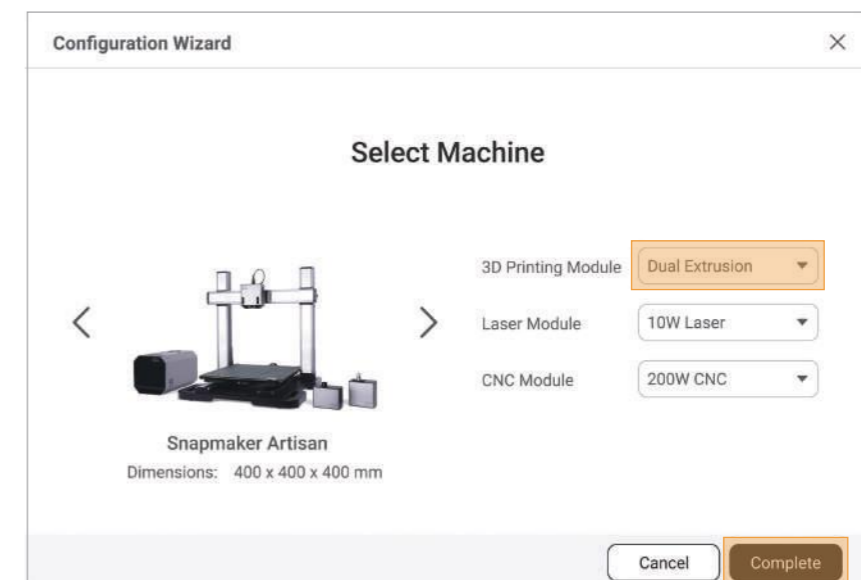 Configuration Wizard
Select Machine
3D Printing Module Dual Extrusion
Laser Module 10W Laser
CNC Module 200W CNC
Snapmaker Artisan
Dimensions: 400 x 400 x 400 mm
Cancel Complete